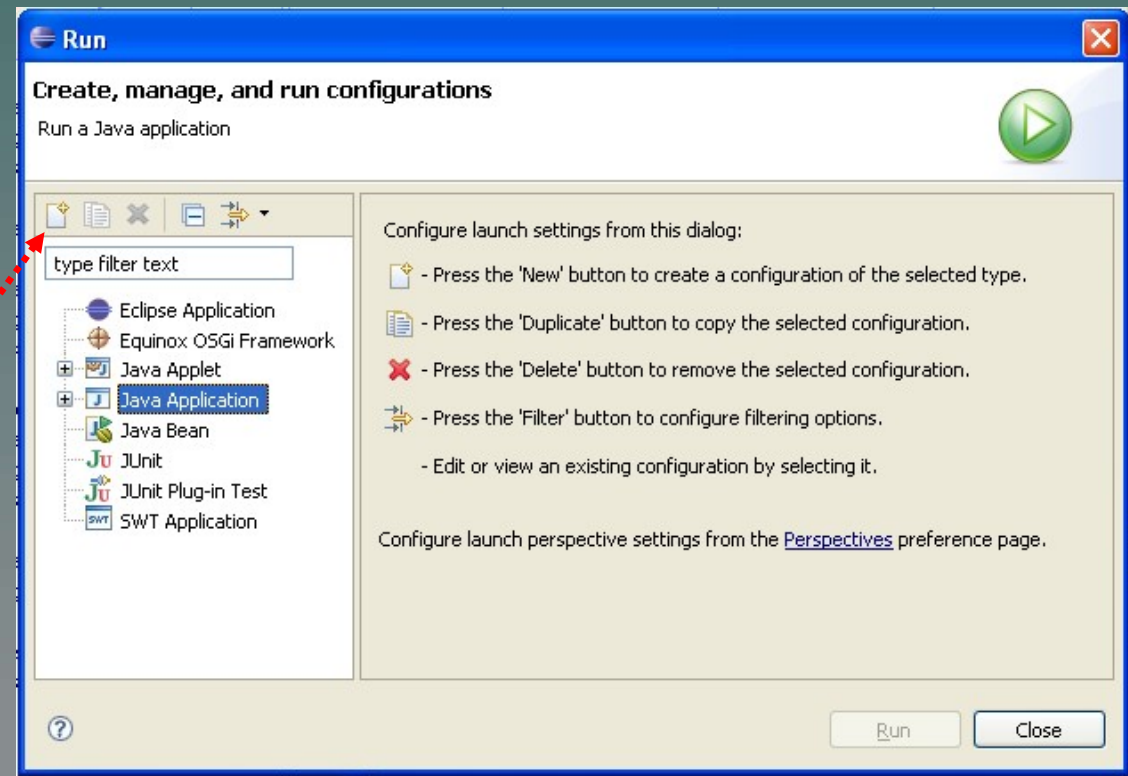 Run
Create, manage, and run configurations
Run a Java application
type filter text
Eclipse Application
Equinox OSGi Framework
Java Applet
Java Application
Java Bean
JUnit
JUnit Plug-in Test
SWT Application
Configure launch settings from this dialog:
- Press the 'New' button to create a configuration of the selected type.
- Press the 'Duplicate' button to copy the selected configuration.
- Press the 'Delete' button to remove the selected configuration.
- Press the 'Filter' button to configure filtering options.
- Edit or view an existing configuration by selecting it.
Configure launch perspective settings from the Perspectives preference page.
Run
Close